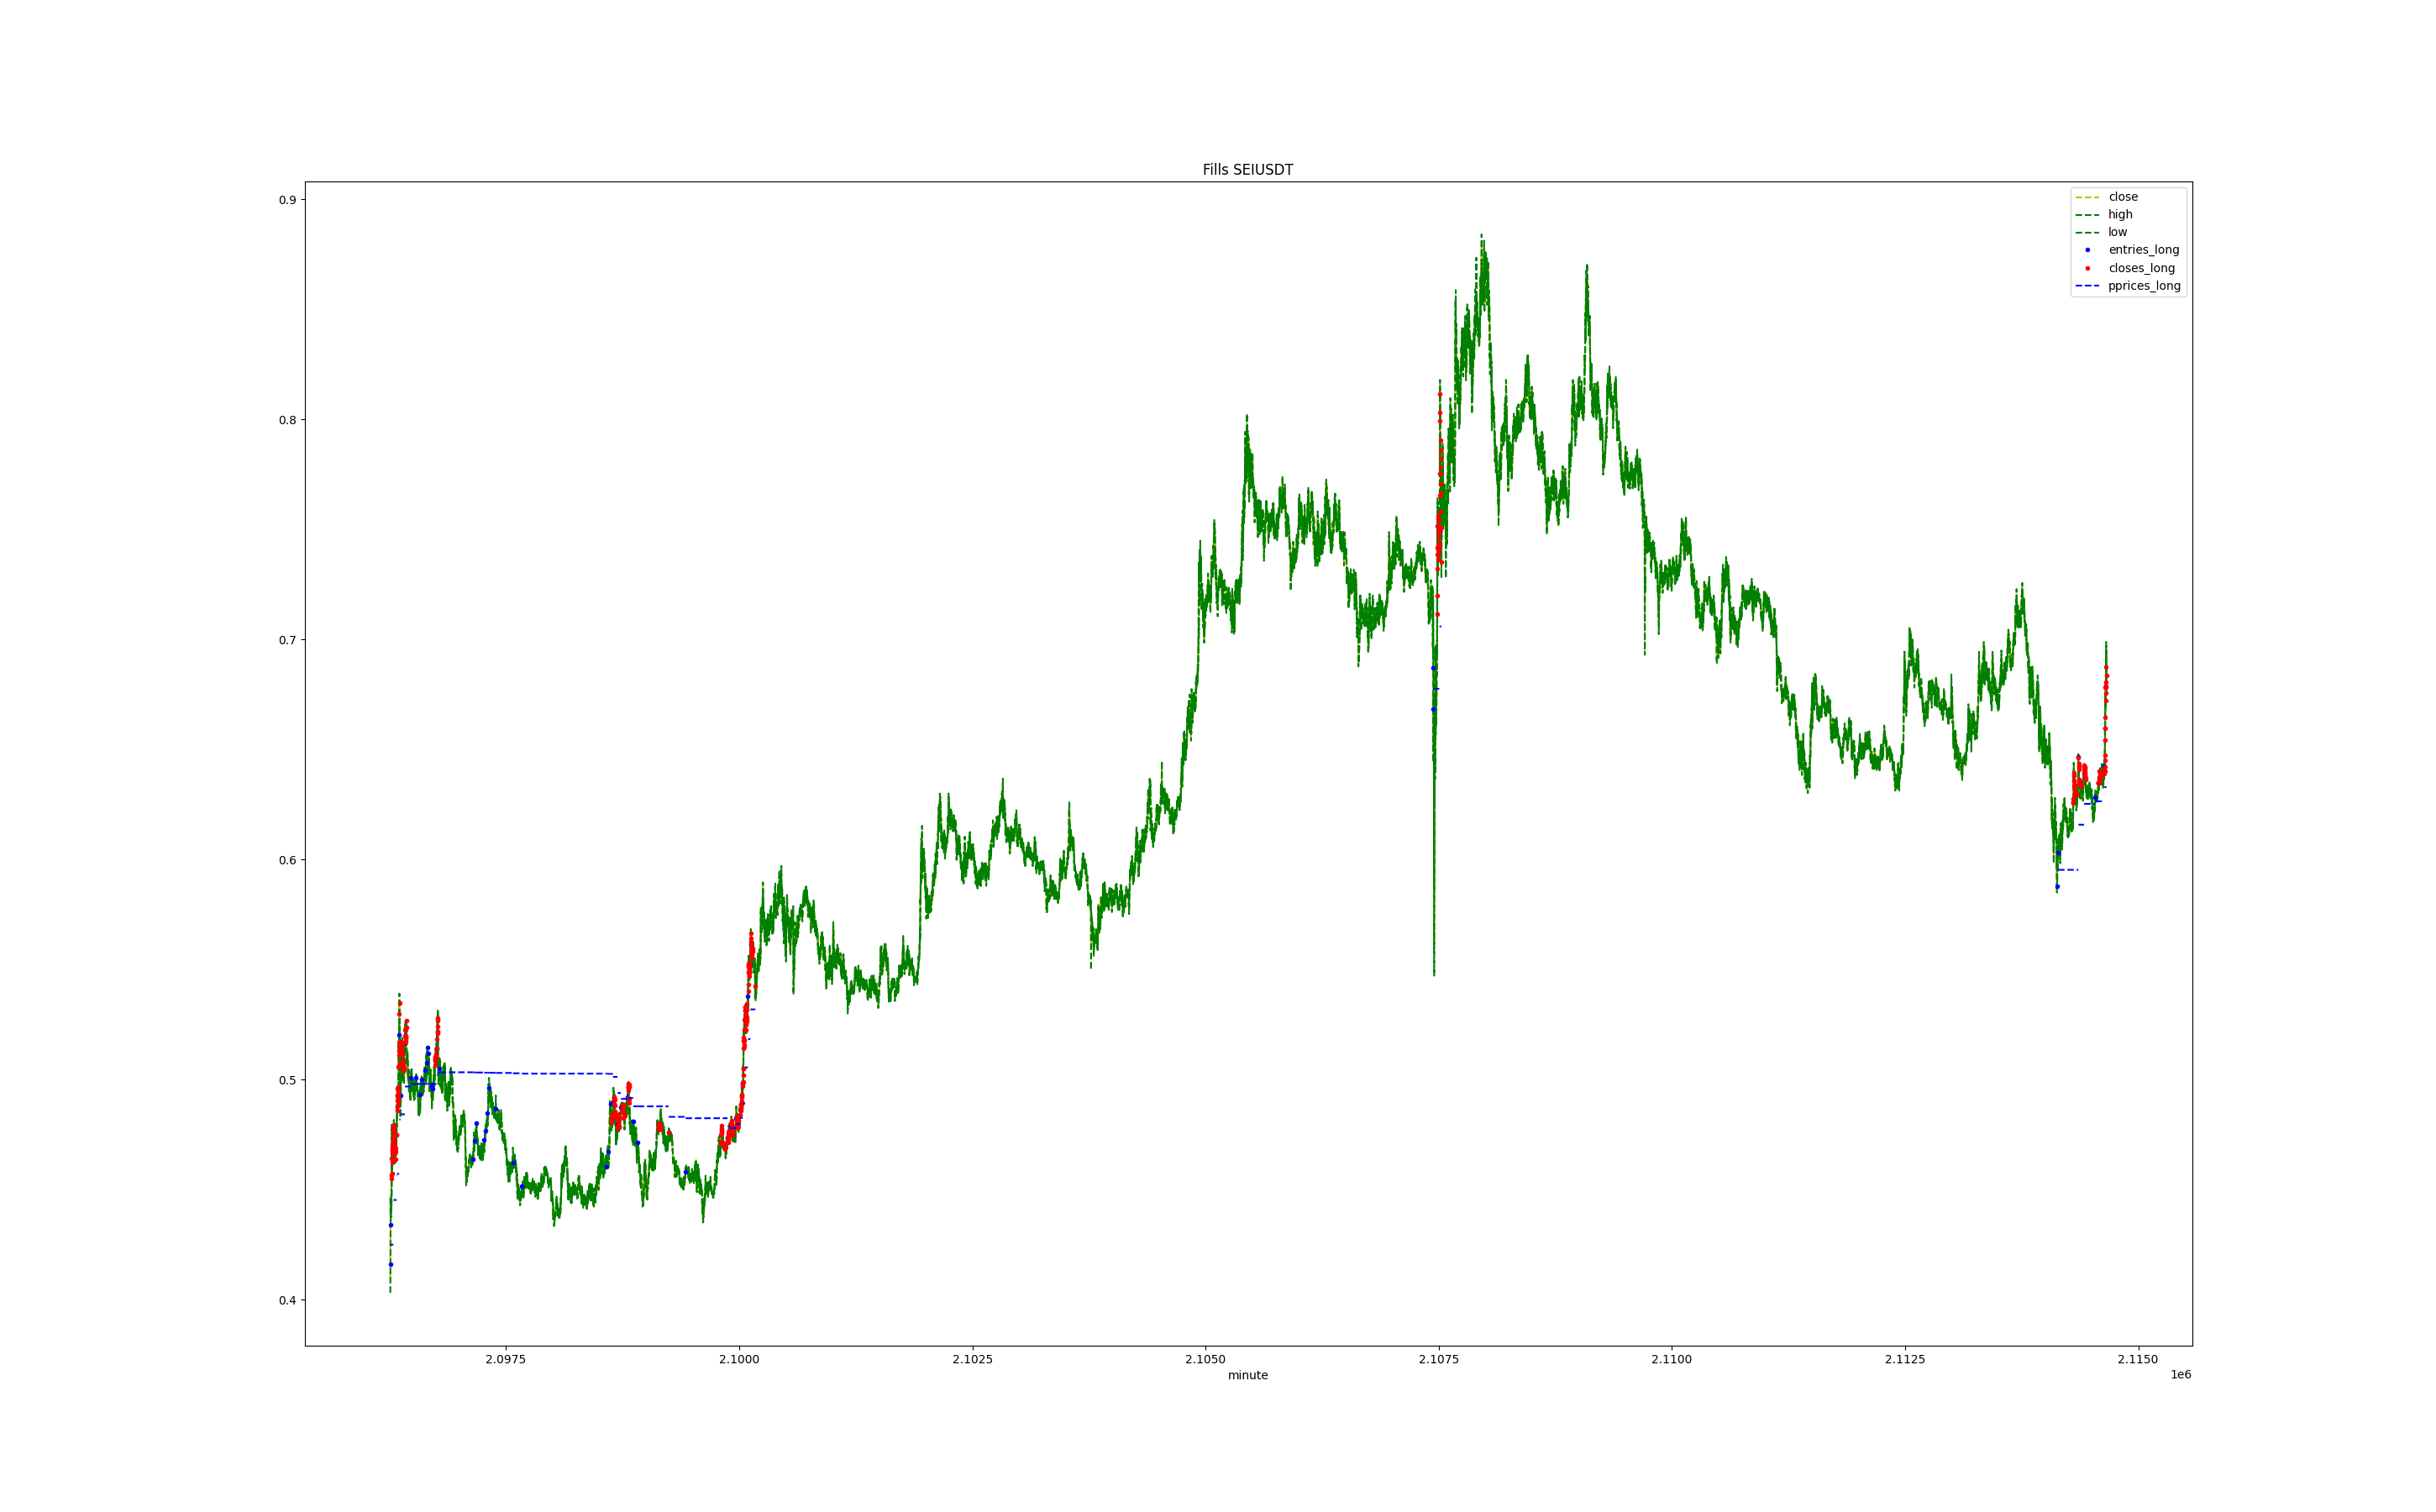 Fills SEIUSDT
close
high
low
entries_long
closes_long
pprices_long
0.9
0.8
0.7
0.6
0.5
0.4
2.0975
2.1000
2.1025
2.1050
2.1075
2.1100
2.1125
2.1150
minute
1e6